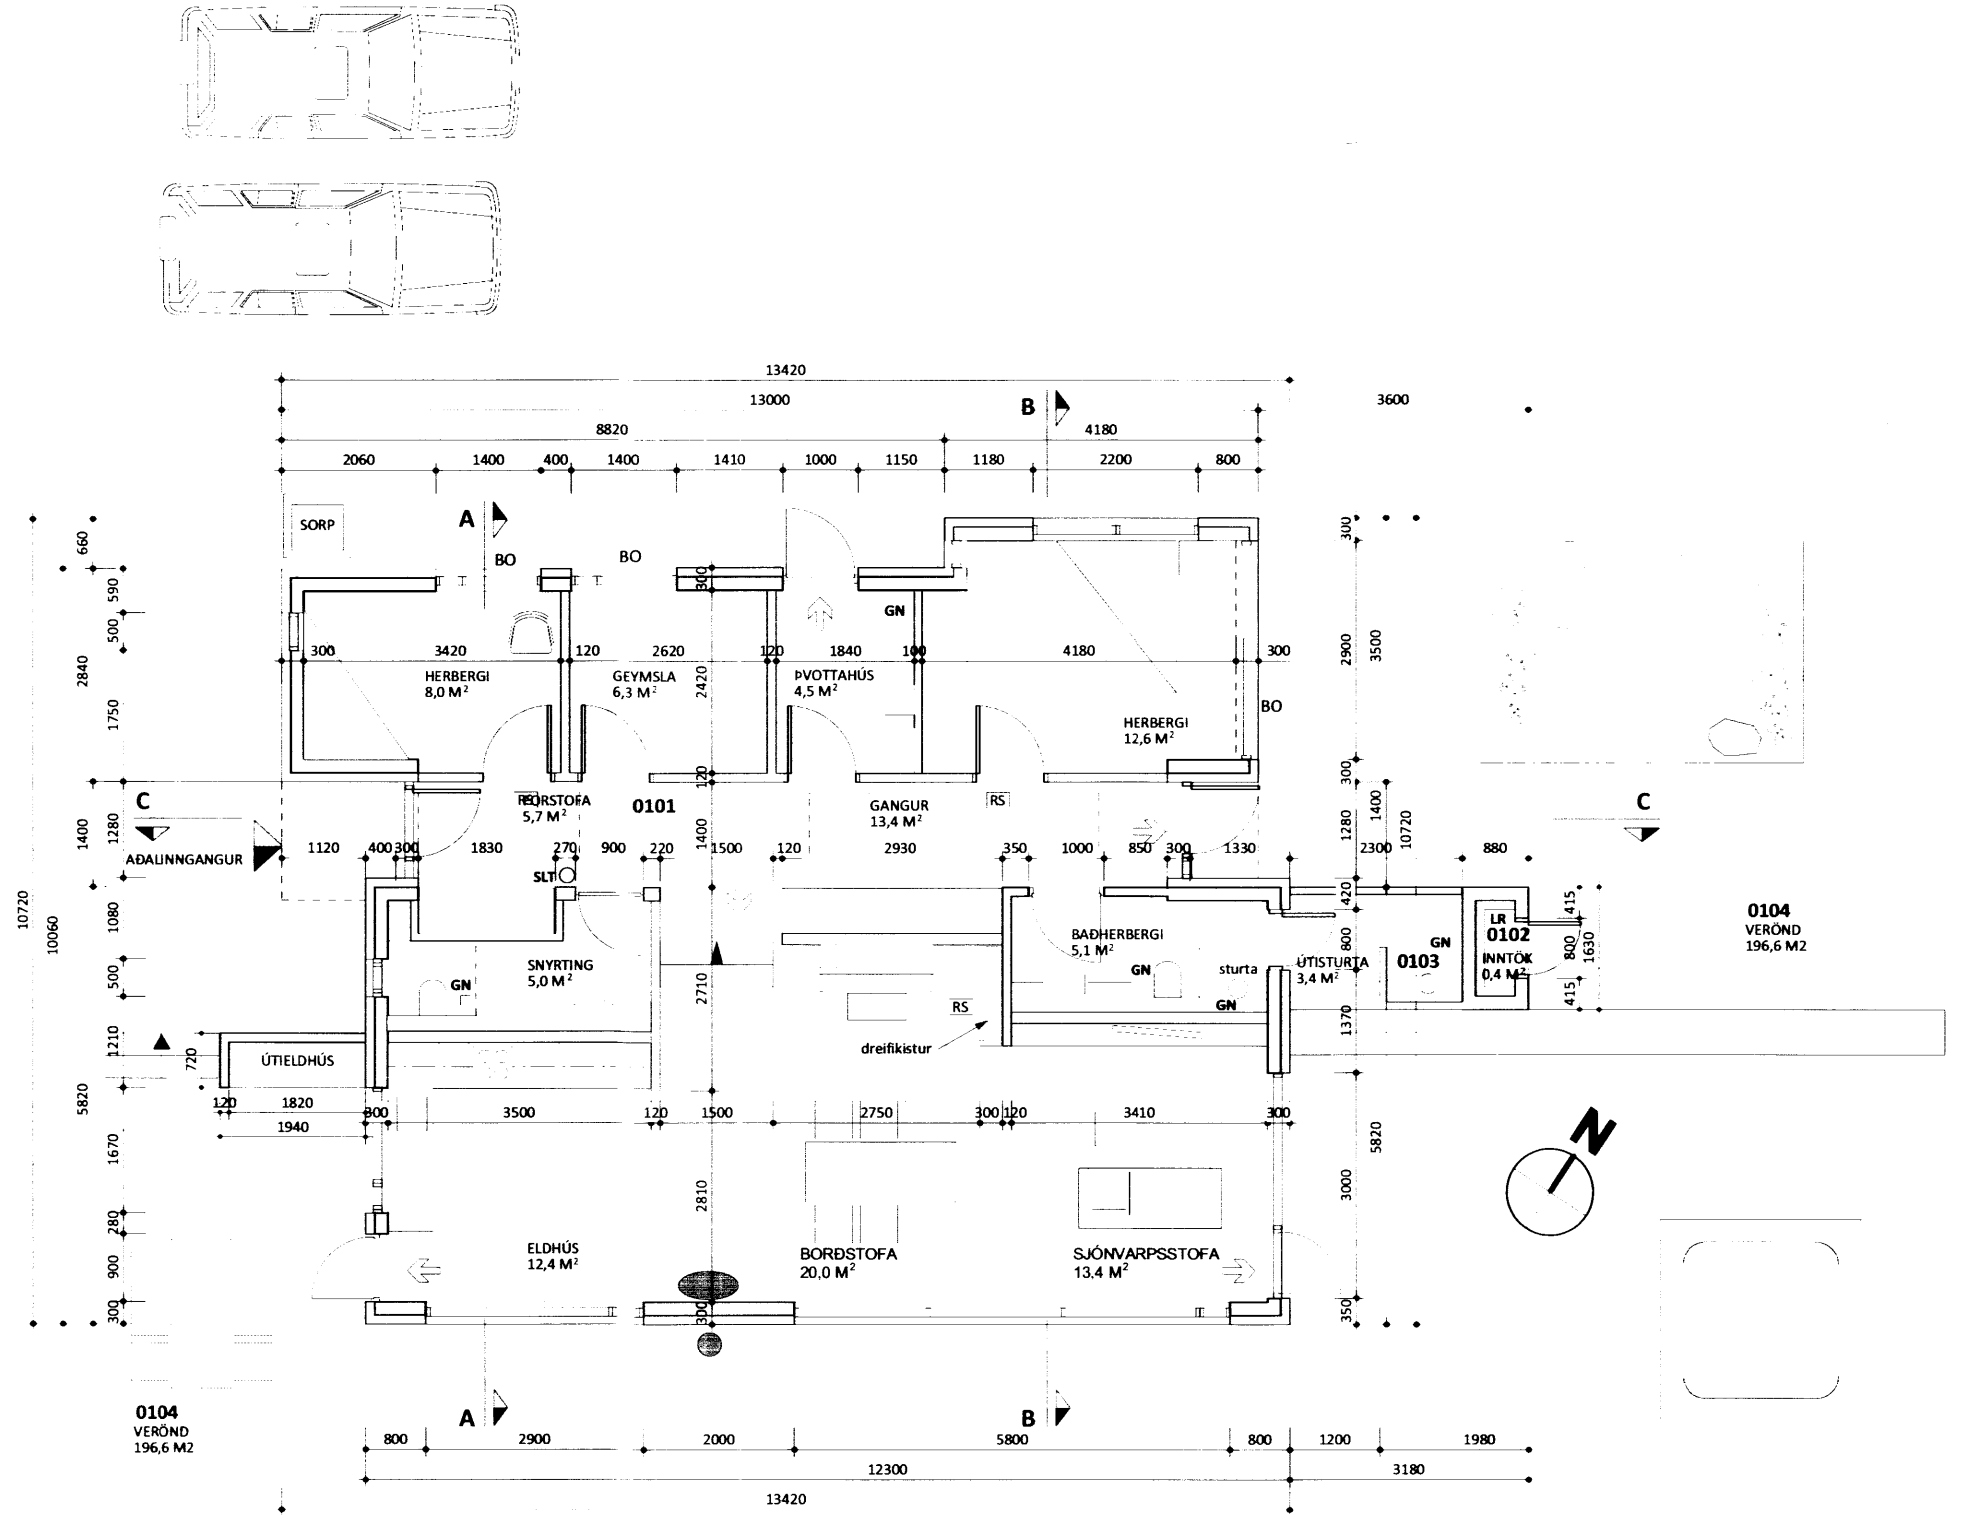 13420
13000
B
3600
8820
4180
2060
1400
400
1400
1410
1000
1150
1180
2200
800
SORP
A
BO
BO
660
590
500
2840
1750
300
GN
300
3420
120
2620
120
1840
100
4180
300
HERBERGI
8,0 M²
GEYMSLA
6,3 M²
2420
ÞVOTTAHÚS
4,5 M²
HERBERGI
12,6 M²
BO
300
2900
3500
300
120
C
RS
FORSTOFA
5,7 M²
0101
GANGUR
13,4 M²
RS
C
1400
1280
AÐALINNGANGUR
1400
1280
1400
10720
1120
400
300
1830
270
900
220
1500
120
2930
350
1000
850
300
1330
2300
880
SLT
10720
10060
1080
500
1210
720
5820
SNYRTING
5,0 M²
GN
2710
BAÐHERBERGI
5,1 M²
GN
sturta
GN
RS
dreifikistur
420
800
1370
ÚTISTURTA
3,4 M²
0103
GN
LR
0102
INNTÖK
0,4 M²
415
800
415
1630
0104
VERÖND
196,6 M2
ÚTIELDHÚS
120
1820
1940
300
3500
120
1500
2750
300
120
3410
300
1670
280
900
300
2810
300
ELDHÚS
12,4 M²
BORÐSTOFA
20,0 M²
SJÓNVARPSSTOFA
13,4 M²
3000
5820
350
N
0104
VERÖND
196,6 M2
A
B
800
2900
2000
5800
800
1200
1980
12300
3180
13420